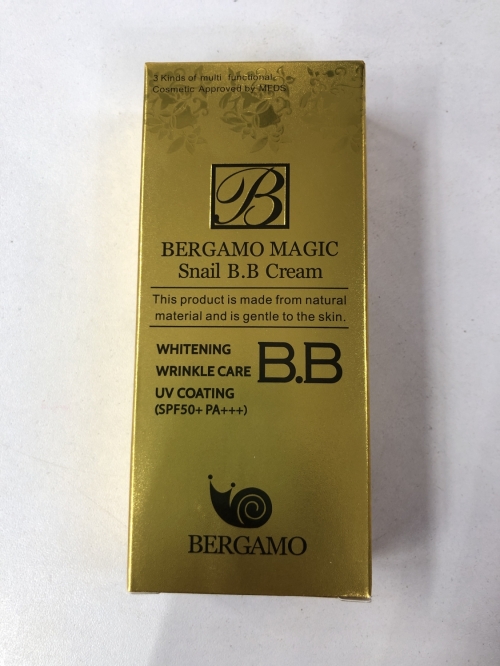 3 Kinds of multi functional
Cosmetic Approved by MFDS
B
BERGAMO MAGIC
Snail B.B Cream
This product is made from natural
material and is gentle to the skin.
WHITENING
WRINKLE CARE
UV COATING
(SPF50+ PA+++)
B.B
BERGAMO